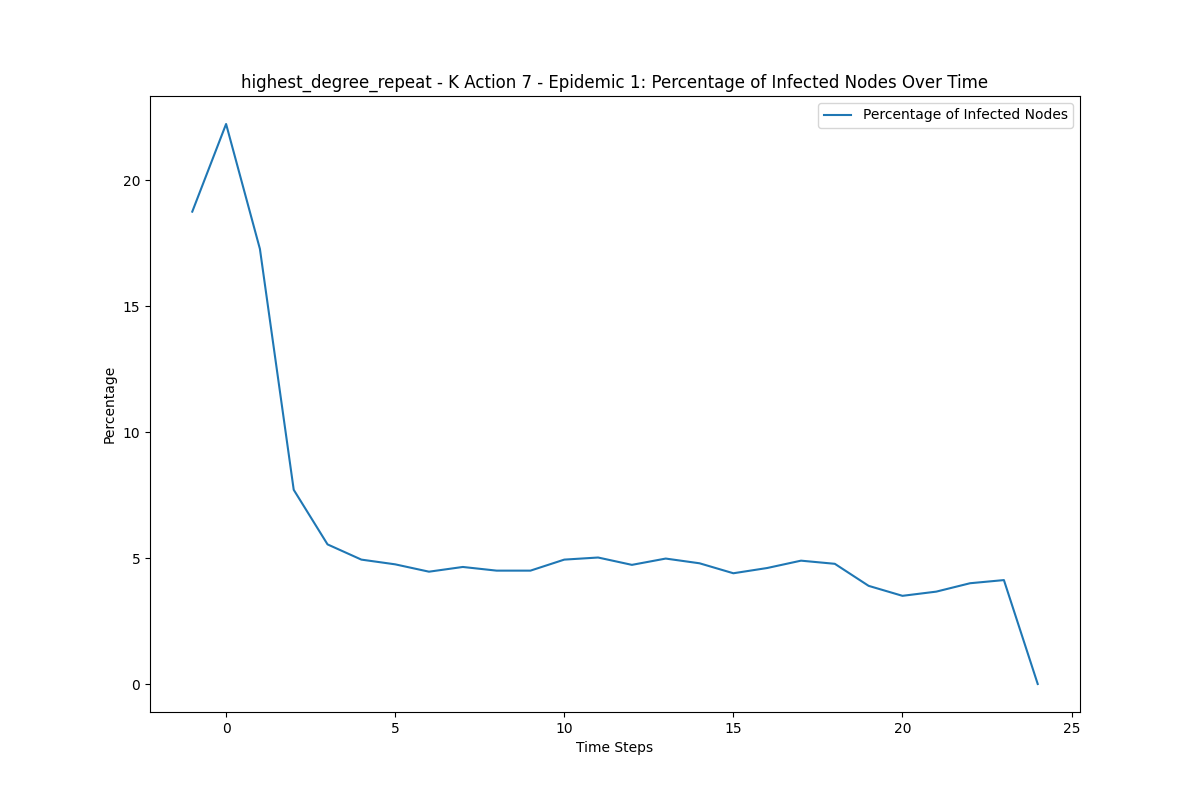 highest_degree_repeat - K Action 7 - Epidemic 1: Percentage of Infected Nodes Over Time
Percentage of Infected Nodes
20
15
10
5
0
Percentage
0 5 10 15 20 25
Time Steps